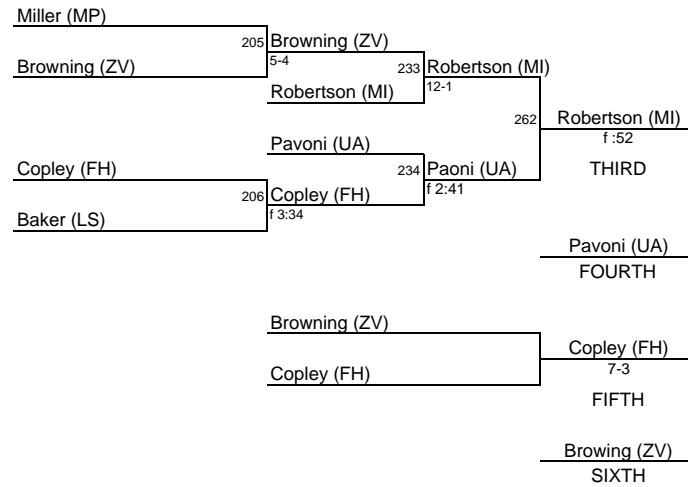 Miller (MP)
205 Browning (ZV)
5-4
Browning (ZV)
233 Robertson (MI)
12-1
Robertson (MI)
262 Robertson (MI)
f :52
THIRD
Pavoni (UA)
Copley (FH)
234 Paoni (UA)
f 2:41
206 Copley (FH)
f 3:34
Baker (LS)
Pavoni (UA)
FOURTH
Browning (ZV)
Copley (FH)
7-3
Copley (FH)
FIFTH
Browing (ZV)
SIXTH